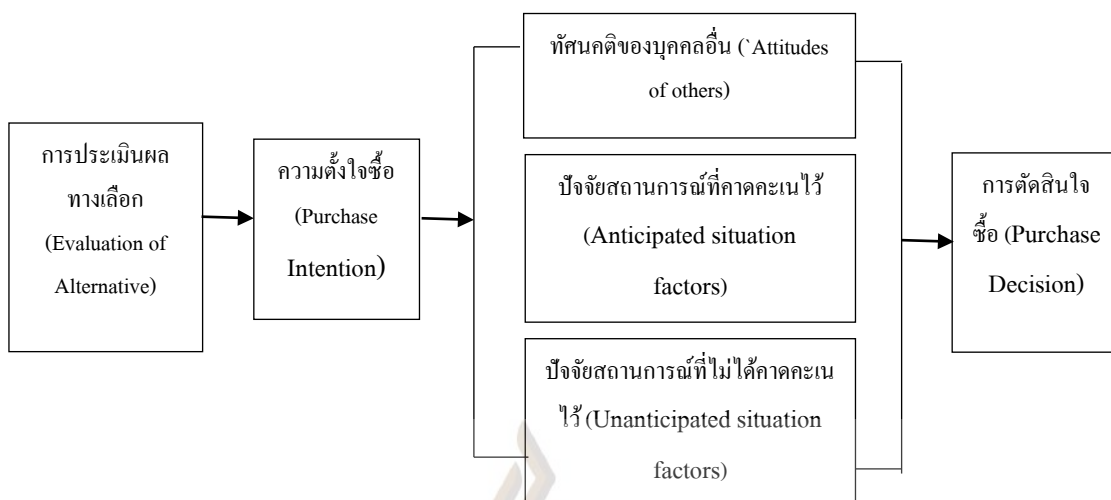 การประเมินผล
ทางเลือก
(Evaluation of
Alternative)
ความตั้งใจซื้อ
(Purchase
Intention)
ทัศนคติของบุคคลอื่น (`Attitudes
of others)
ปัจจัยสถานการณ์ที่คาดคะเนไว้
(Anticipated situation
factors)
ปัจจัยสถานการณ์ที่ไม่ได้คาดคะเน
ไว้ (Unanticipated situation
factors)
การตัดสินใจ
ซื้อ (Purchase
Decision)